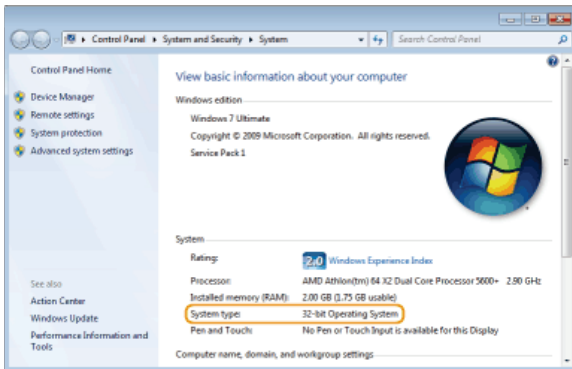 Control Panel ▸ System and Security ▸ System
Search Control Panel
Control Panel Home
Device Manager
Remote settings
System protection
Advanced system settings
See also
Action Center
Windows Update
Performance Information and
Tools
View basic information about your computer
Windows edition
Windows 7 Ultimate
Copyright © 2009 Microsoft Corporation. All rights reserved.
Service Pack 1
System
Rating: 2.0 Windows Experience Index
Processor: AMD Athlon(tm) 64 X2 Dual Core Processor 5600+ 2.90 GHz
Installed memory (RAM): 2.00 GB (1.75 GB usable)
System type: 32-bit Operating System
Pen and Touch: No Pen or Touch Input is available for this Display
Computer name, domain, and workgroup settings